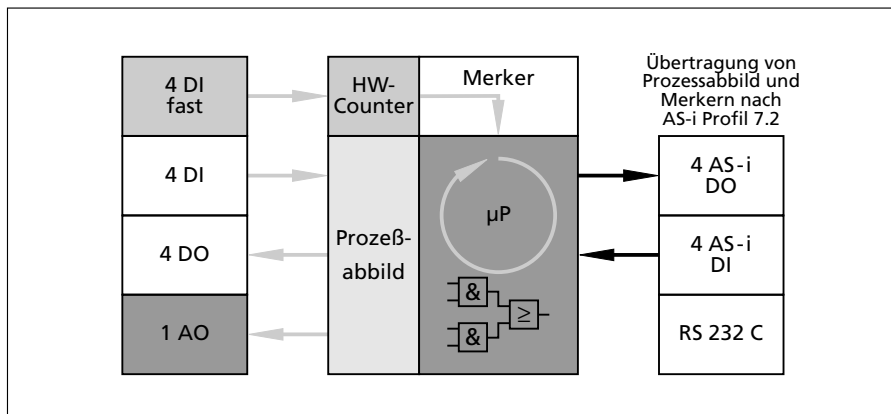 4 DI
fast
4 DI
4 DO
1 AO
HW-
Counter
Merker
Prozeß-
abbild
µP
&
&
≥
Übertragung von
Prozessabbild und
Merkern nach
AS-i Profil 7.2
4 AS-i
DO
4 AS-i
DI
RS 232 C